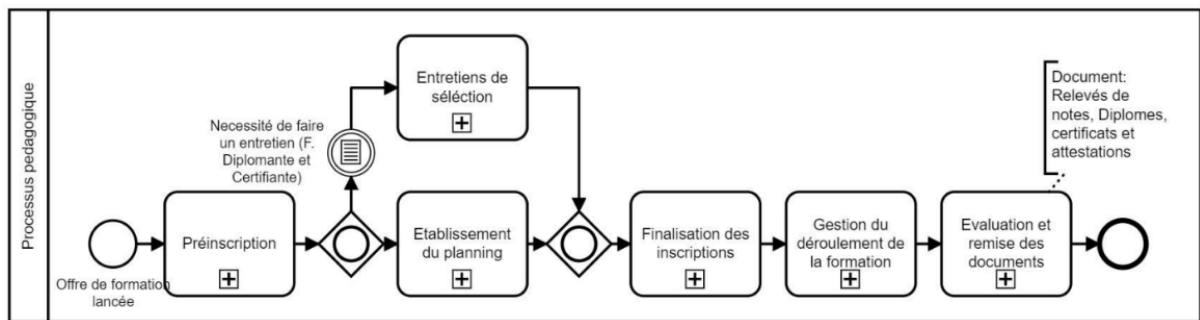 Processus pedagogique
Offre de formation
lancée
Préinscription
Necessité de faire
un entretien (F.
Diplomante et
Certifiante)
Entretiens de
séléction
Etablissement
du planning
Finalisation des
inscriptions
Gestion du
déroulement de
la formation
Evaluation et
remise des
documents
Document:
Relevés de
notes, Diplomes,
certificats et
attestations